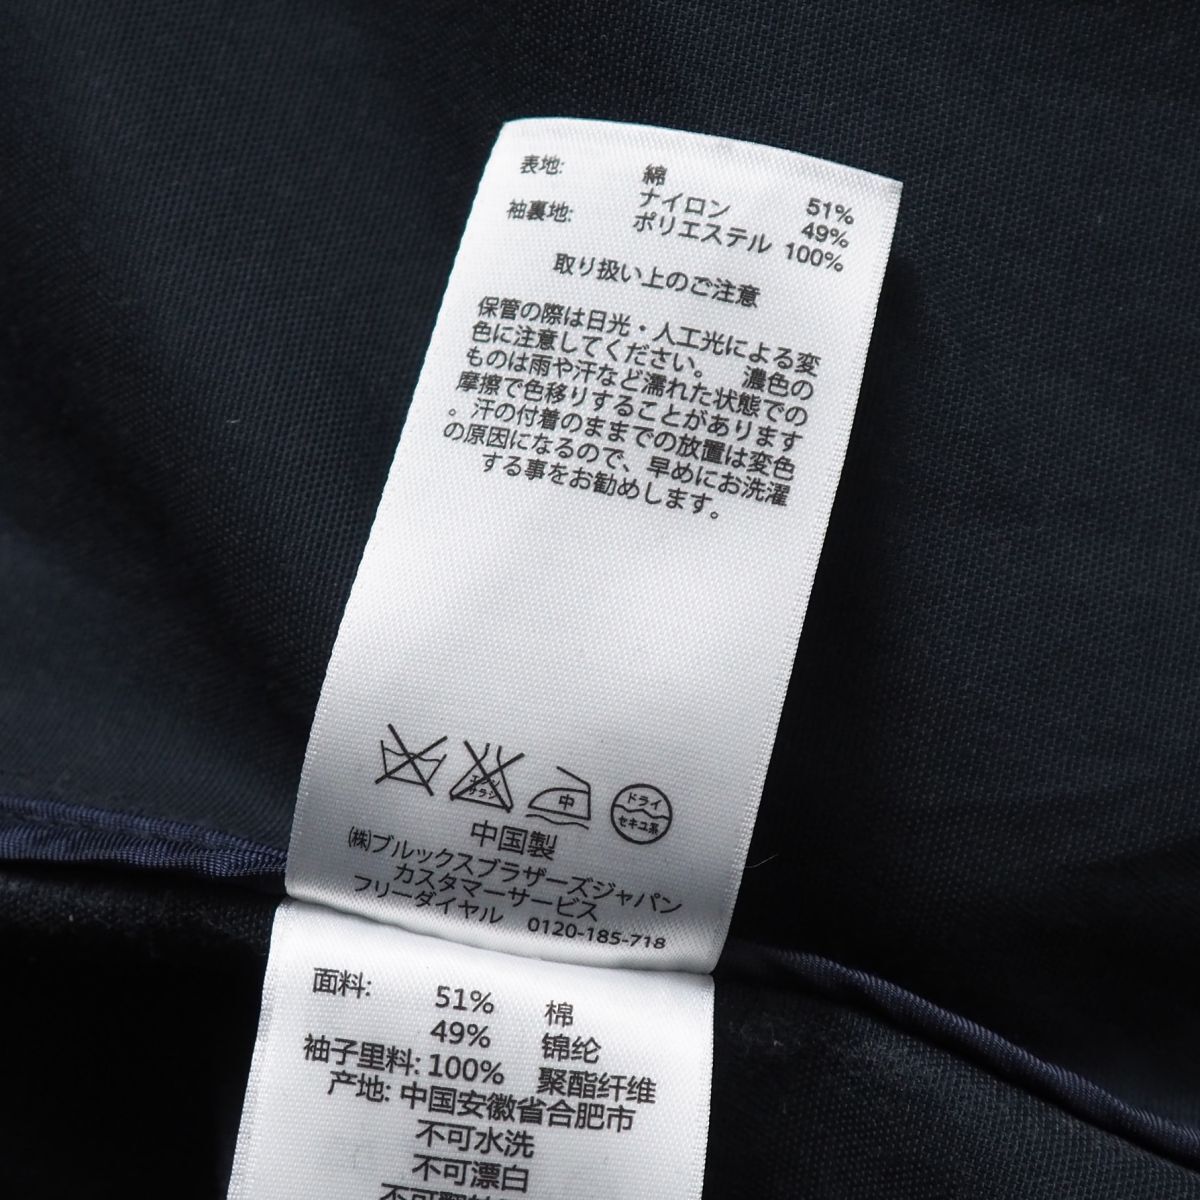 表地: 綿 51%
ナイロン 49%
袖裏地: ポリエステル 100%
取り扱い上のご注意
保管の際は日光・人工光による変
色に注意してください。 濃色の
ものは雨や汗など濡れた状態での
摩擦で色移りすることがあります
。汗の付着のままでの放置は変色
の原因になるので、早めにお洗濯
する事をお勧めします。
エンソ
サラシ
中
ドライ
セキユ系
中国製
(株)ブルックスブラザーズジャパン
カスタマーサービス
フリーダイヤル 0120-185-718
面料: 51% 棉
49% 锦纶
袖子里料: 100% 聚酯纤维
产地: 中国安徽省合肥市
不可水洗
不可漂白
不可翻转